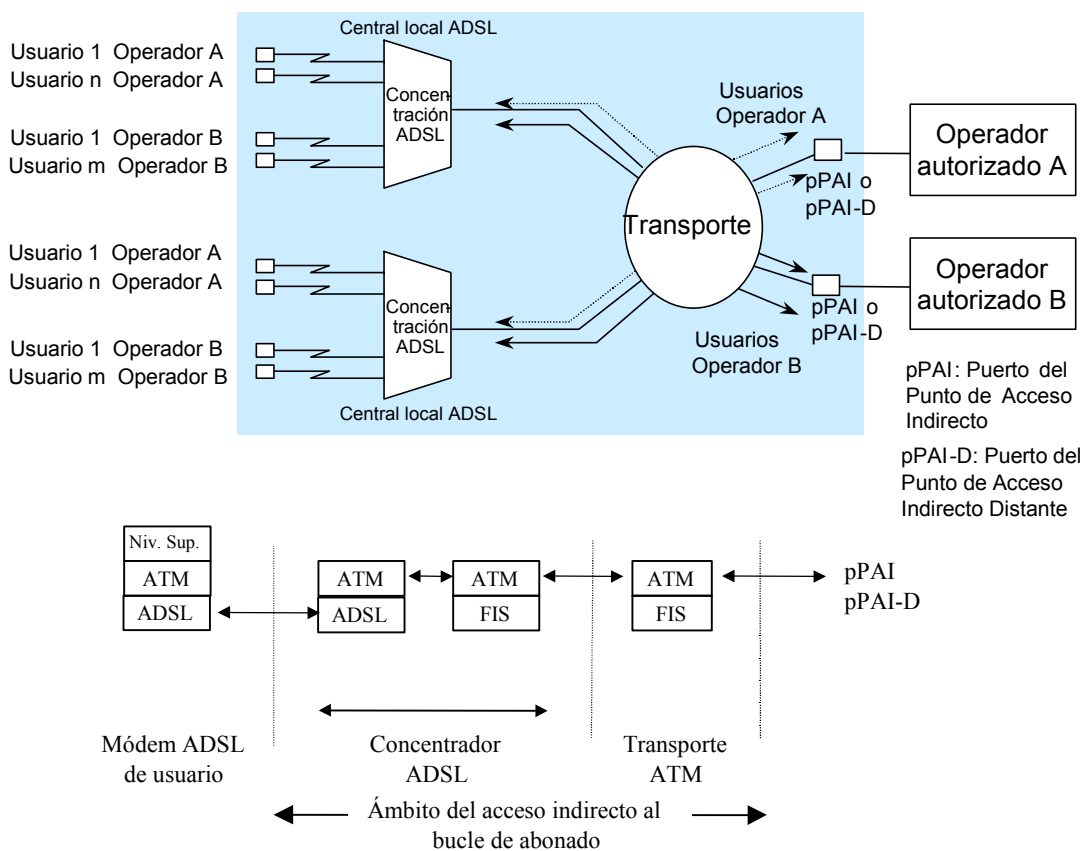 Central local ADSL
Usuario 1 Operador A
Usuario n Operador A
Usuario 1 Operador B
Usuario m Operador B
Concen-
tración
ADSL
Usuarios
Operador A
pPAI o
pPAI-D
Operador
autorizado A
Transporte
Usuario 1 Operador A
Usuario n Operador A
Usuario 1 Operador B
Usuario m Operador B
Concen-
tración
ADSL
Central local ADSL
Usuarios
Operador B
pPAI o
pPAI-D
Operador
autorizado B
pPAI: Puerto del
Punto de Acceso
Indirecto
pPAI-D: Puerto del
Punto de Acceso
Indirecto Distante
Niv. Sup.
ATM
ADSL
ATM
ADSL
ATM
FIS
ATM
FIS
pPAI
pPAI-D
Módem ADSL
de usuario
Concentrador
ADSL
Transporte
ATM
Ámbito del acceso indirecto al
bucle de abonado